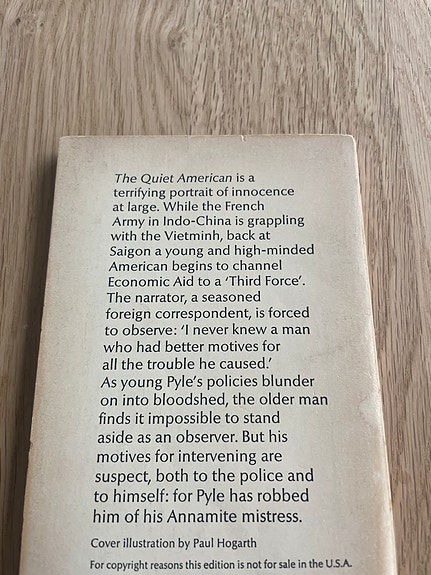 The Quiet American is a
terrifying portrait of innocence
at large. While the French
Army in Indo-China is grappling
with the Vietminh, back at
Saigon a young and high-minded
American begins to channel
Economic Aid to a ‘Third Force’.
The narrator, a seasoned
foreign correspondent, is forced
to observe: ‘I never knew a man
who had better motives for
all the trouble he caused.’
As young Pyle’s policies blunder
on into bloodshed, the older man
finds it impossible to stand
aside as an observer. But his
motives for intervening are
suspect, both to the police and
to himself: for Pyle has robbed
him of his Annamite mistress.
Cover illustration by Paul Hogarth
For copyright reasons this edition is not for sale in the U.S.A.